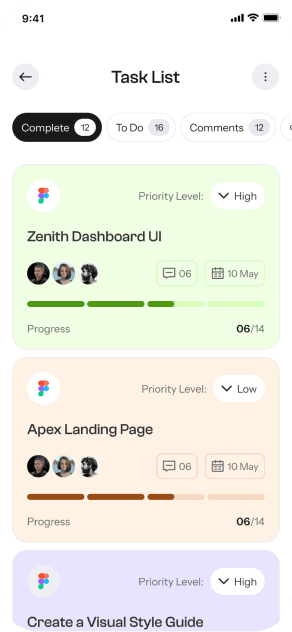 9:41
Task List
Complete 12 To Do 16 Comments 12
Priority Level: High
Zenith Dashboard UI
06 10 May
Progress 06/14
Priority Level: Low
Apex Landing Page
06 10 May
Progress 06/14
Priority Level: High
Create a Visual Style Guide